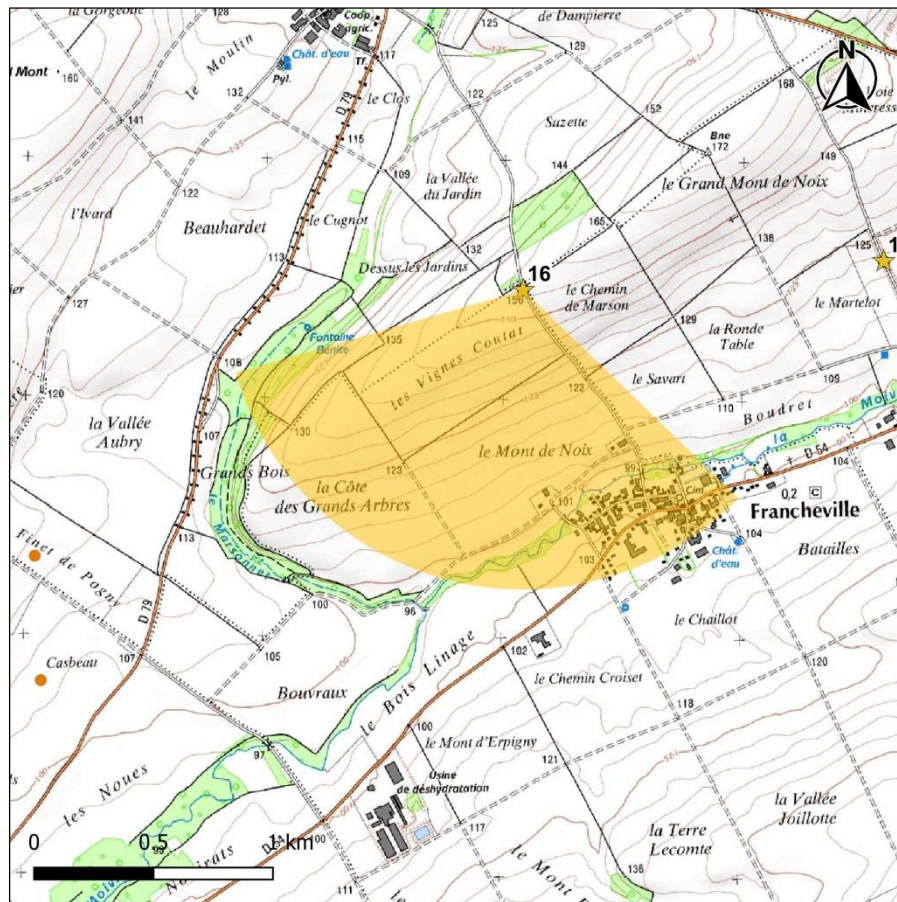 Coop
agric.
Chât. d'eau
Pyl.
Tf.
117
le Moulin
132
D 79
le Clos
115
141
160
122
l'Ivard
Beauhardet
le Cugnot
109
113
127
120
125
de Dampierre
129
122
Suzette
152
Bne
172
168
149
144
la Vallée
du Jardin
165
le Grand Mont de Noix
138
132
Dessus les Jardins
N
125
1
16
156
le Chemin
de Marson
le Martelot
129
la Ronde
Table
Fontaine
Bénite
135
les Vignes Coutat
122
le Savart
110
109
108
la Vallée
Aubry
107
130
123
Grands Bois
la Côte
des Grands Arbres
le Mont de Noix
Boudret
la
D 54
104
99
101
Cim.
0,2
C
Francheville
103
104
Chât.
d'eau
Batailles
le Marsonnet
113
Finet de Pogny
D 79
100
96
le Chaillot
107
105
Casbeau
102
le Chemin Croiset
120
118
Bouvraux
le Bois Linage
97
100
le Mont d'Erpigny
121
Usine
de déshydratation
les Noues
117
la Vallée
Joillotte
la Terre
Lecomte
100
111
136
0 0.5 1 km